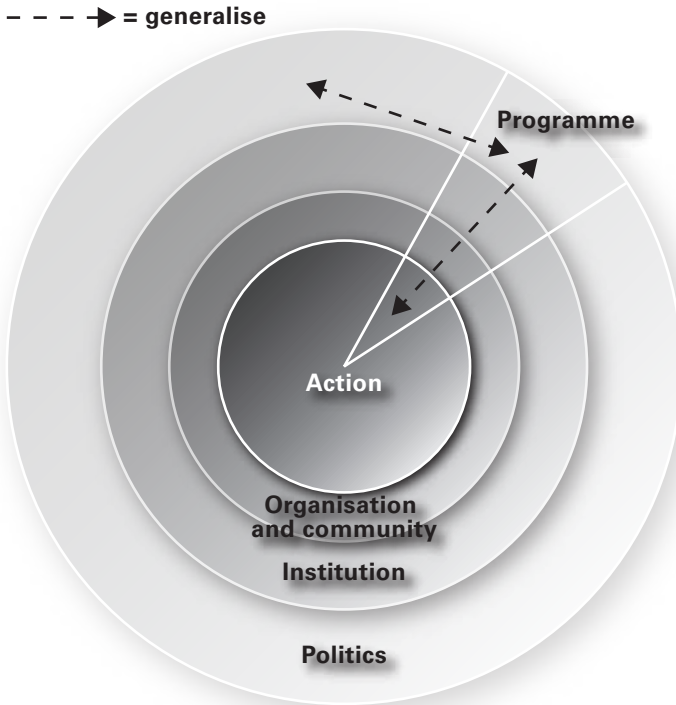 = generalise
Programme
Action
Organisation
and community
Institution
Politics